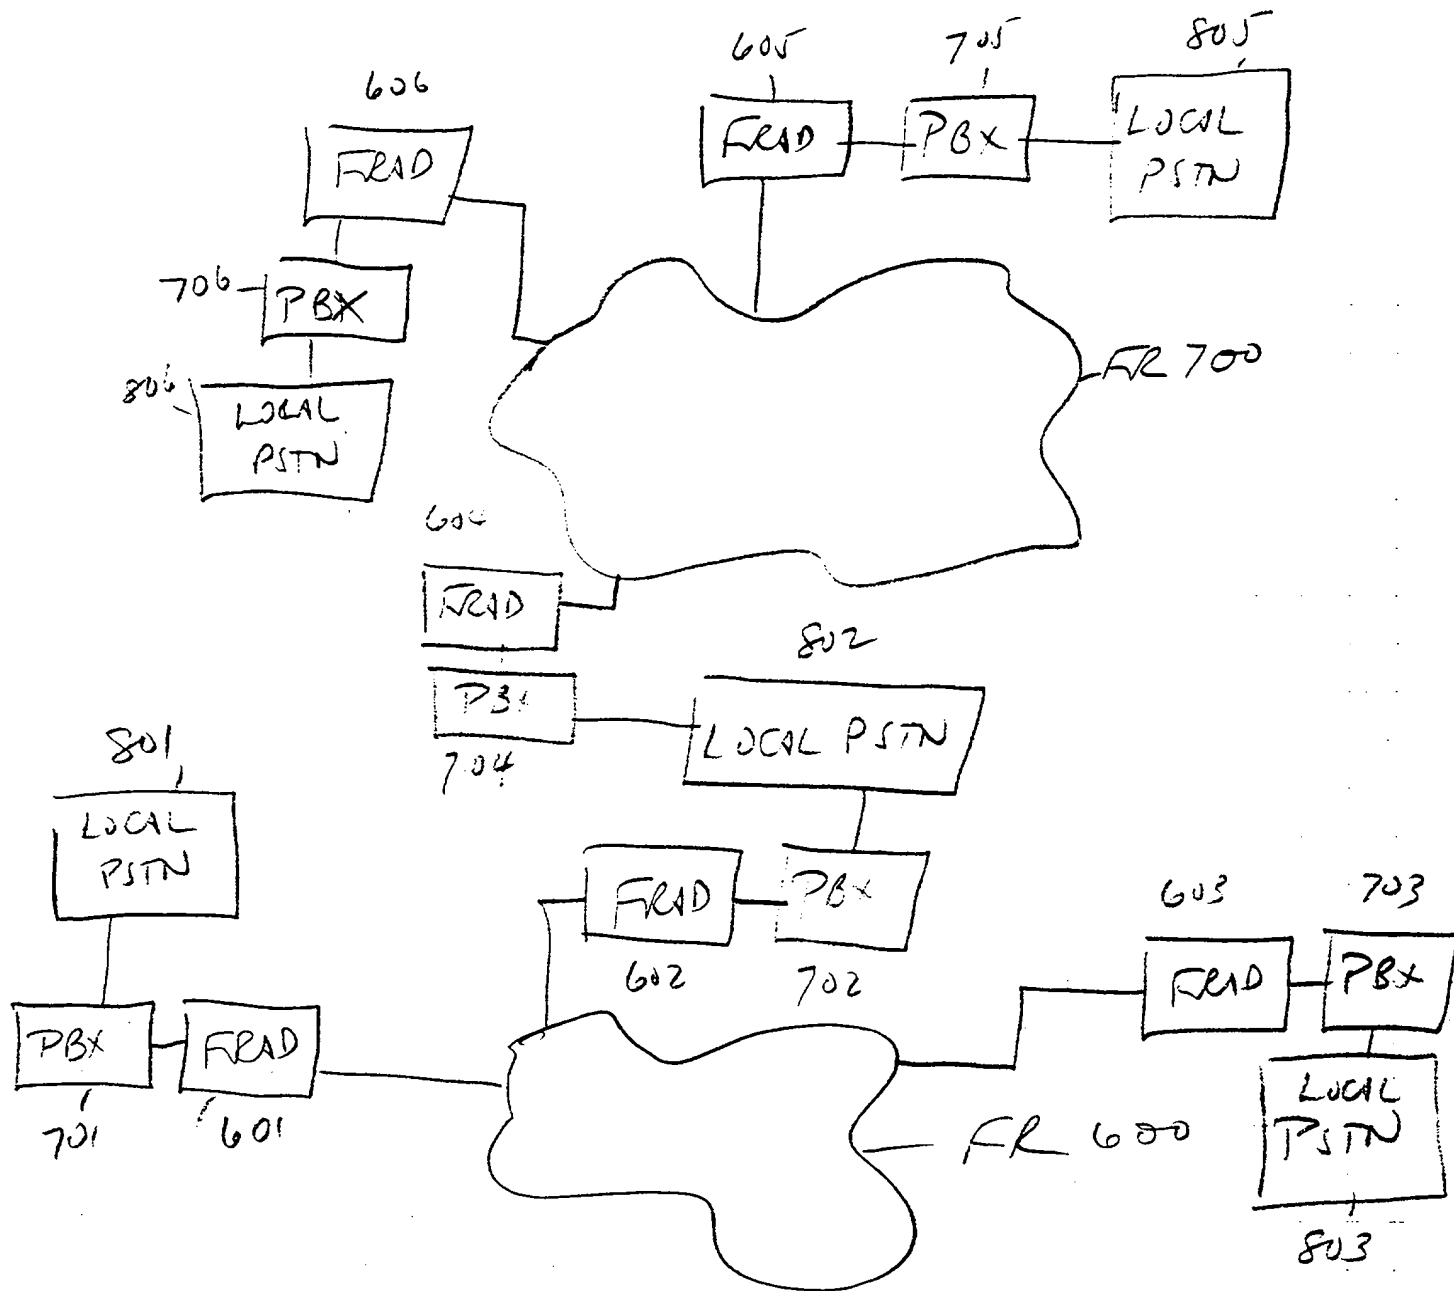 605
705
805
606
FRAD
PBX
LOCAL
PSTN
FRAD
706
PBX
FR 700
806
LOCAL
PSTN
604
FRAD
802
PBX
LOCAL PSTN
704
801
LOCAL
PSTN
FRAD
PBX
603
703
602
702
FRAD
PBX
PBX
FRAD
LOCAL
PSTN
701
601
FR 600
803